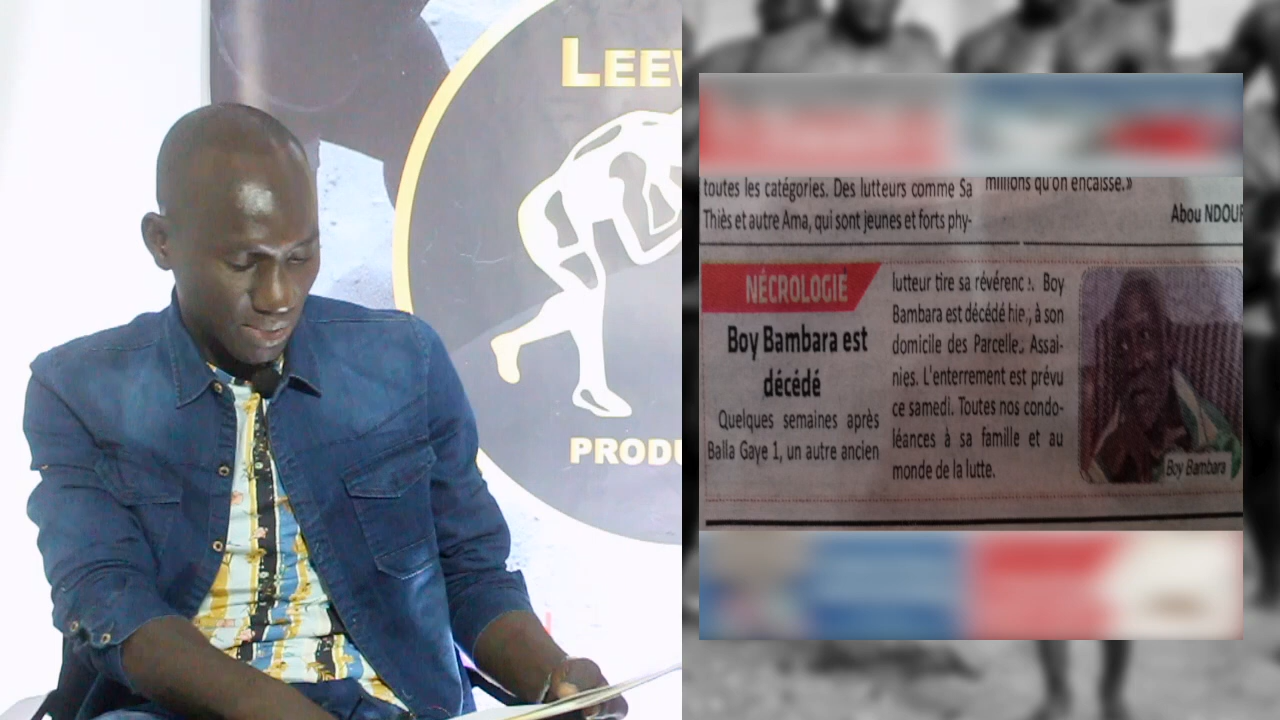 LEEW
PRODU
toutes les catégories. Des lutteurs comme Sa
Thiès et autre Ama, qui sont jeunes et forts phy-
millions qu'on encaisse.»
Abou NDOUR
NÉCROLOGIE
Boy Bambara est
décédé
Quelques semaines après
Balla Gaye 1, un autre ancien
lutteur tire sa révérence. Boy
Bambara est décédé hier, à son
domicile des Parcelles Assai-
nies. L'enterrement est prévu
ce samedi. Toutes nos condo-
léances à sa famille et au
monde de la lutte.
Boy Bambara